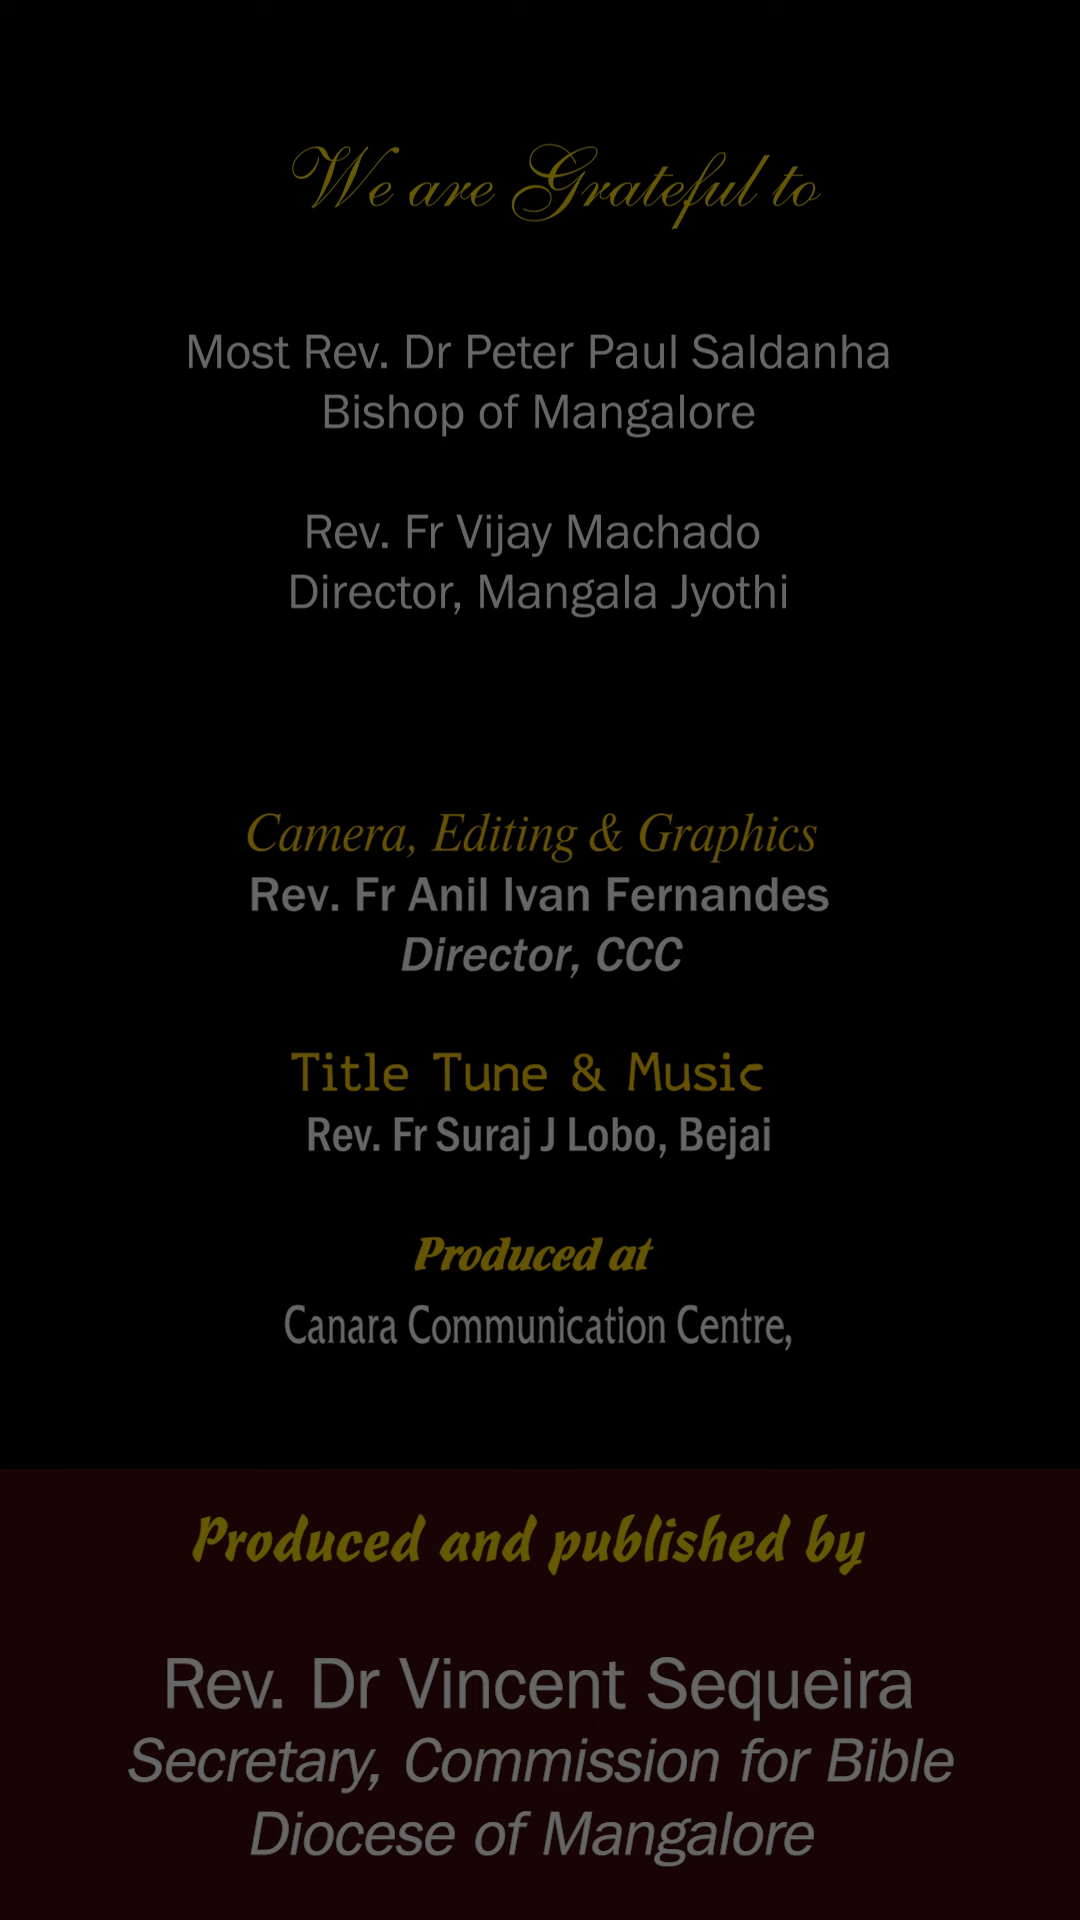 We are Grateful to
Most Rev. Dr Peter Paul Saldanha
Bishop of Mangalore
Rev. Fr Vijay Machado
Director, Mangala Jyothi
Camera, Editing & Graphics
Rev. Fr Anil Ivan Fernandes
Director, CCC
Title Tune & Music
Rev. Fr Suraj J Lobo, Bejai
Produced at
Canara Communication Centre,
Produced and published by
Rev. Dr Vincent Sequeira
Secretary, Commission for Bible
Diocese of Mangalore